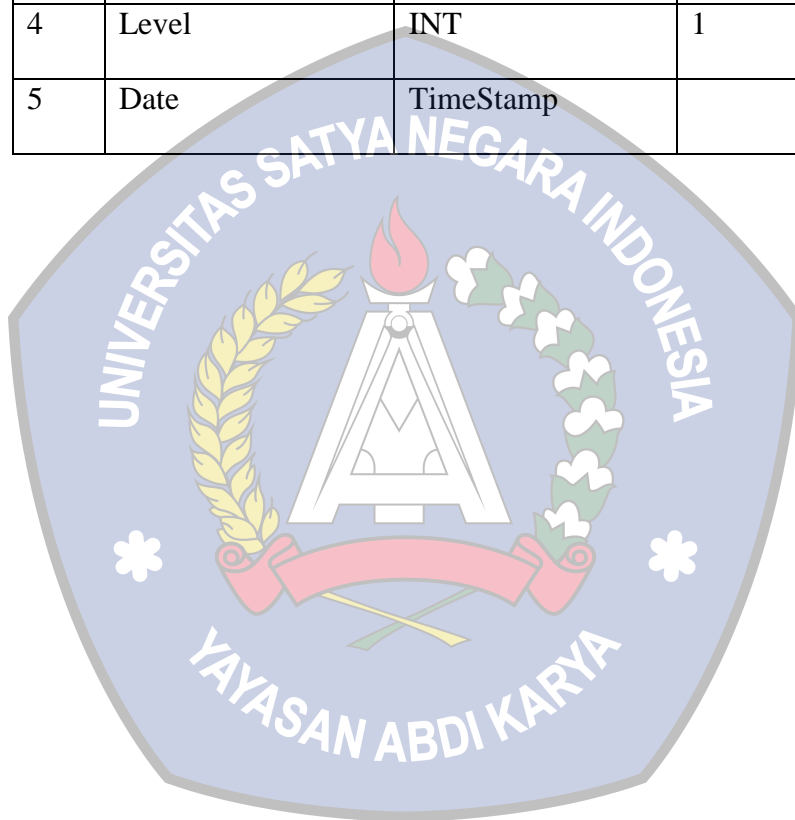 4 Level INT 1
5 Date TimeStamp
UNIVERSITAS SATYA NEGARA INDONESIA
YAYASAN ABDI KARYA